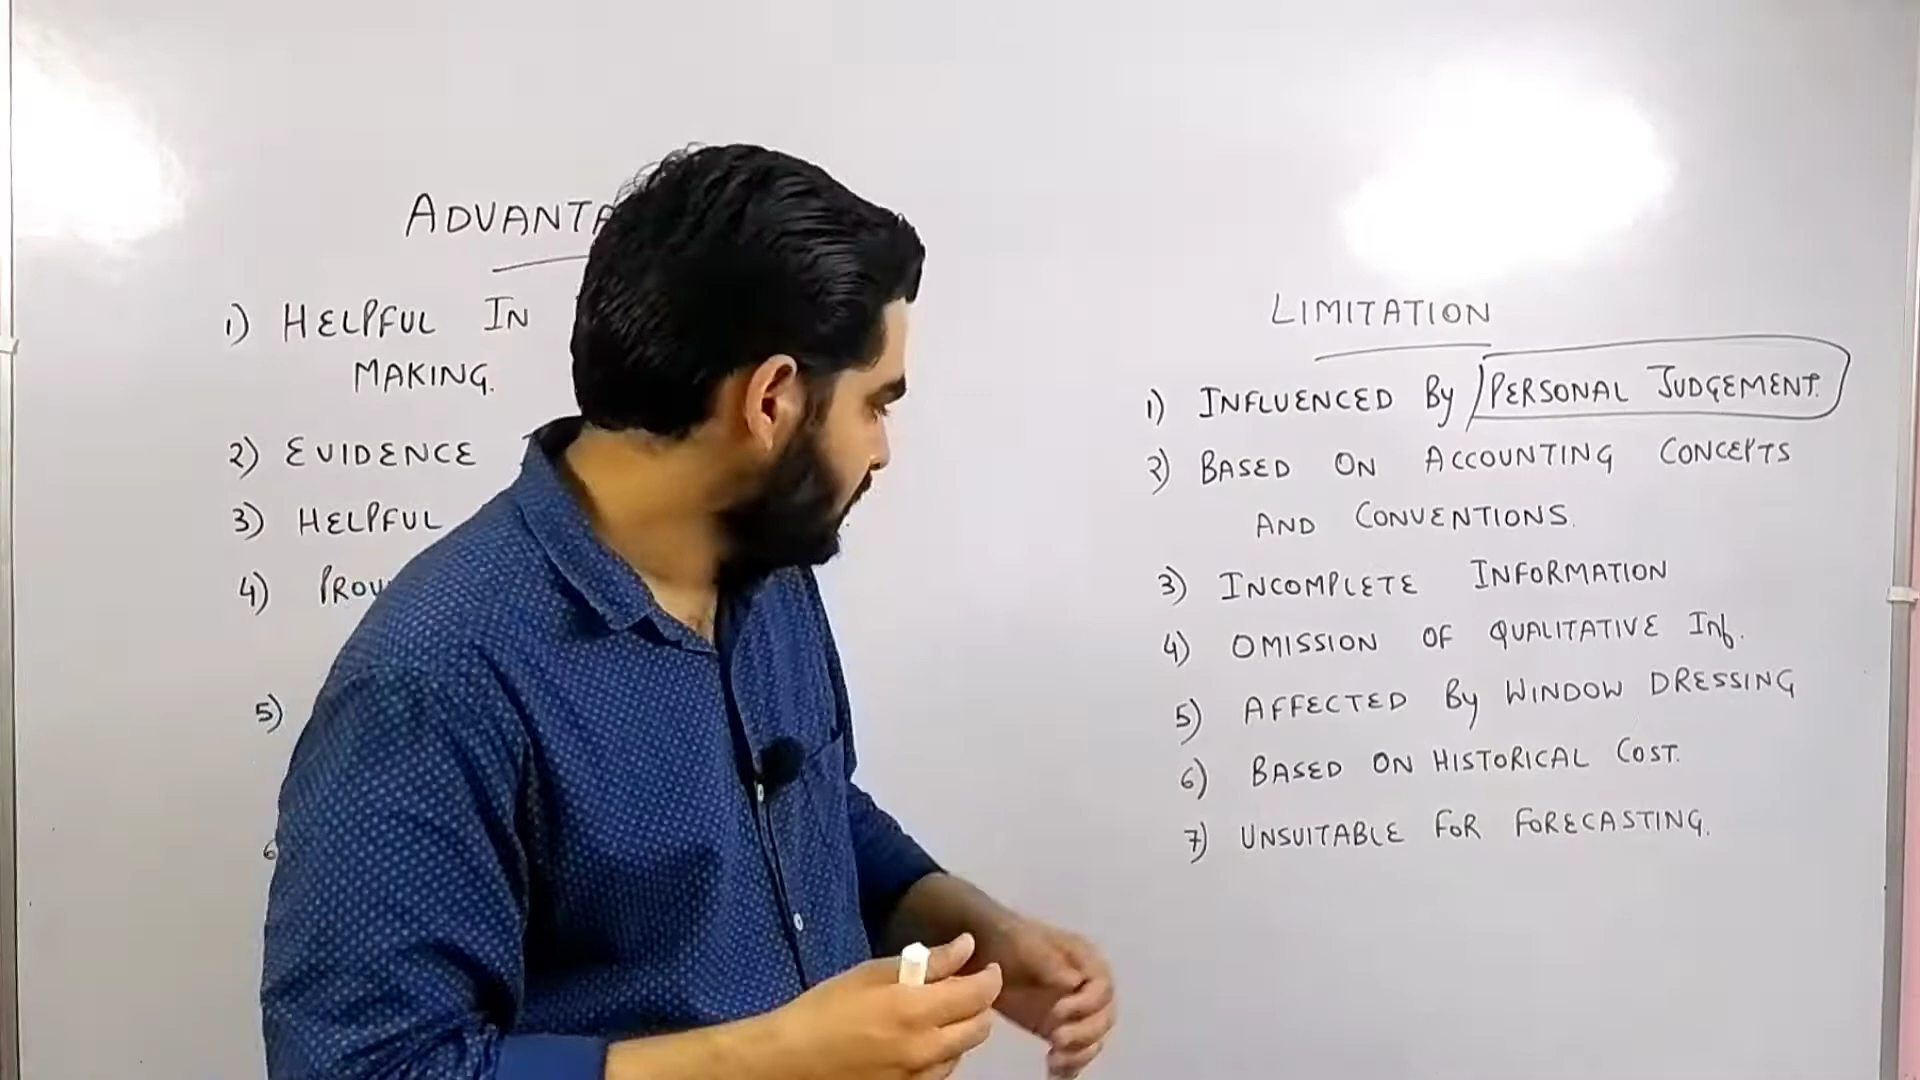 1) HELPFUL IN
MAKING.
2) EVIDENCE
3) HELPFUL
4)
5)
6
LIMITATION
1) INFLUENCED By PERSONAL JUDGEMENT.
2) BASED ON ACCOUNTING CONCEPTS
AND CONVENTIONS.
3) INCOMPLETE INFORMATION
4) OMISSION OF QUALITATIVE Inf.
5) AFFECTED By WINDOW DRESSING
6) BASED ON HISTORICAL COST.
7) UNSUITABLE FOR FORECASTING.